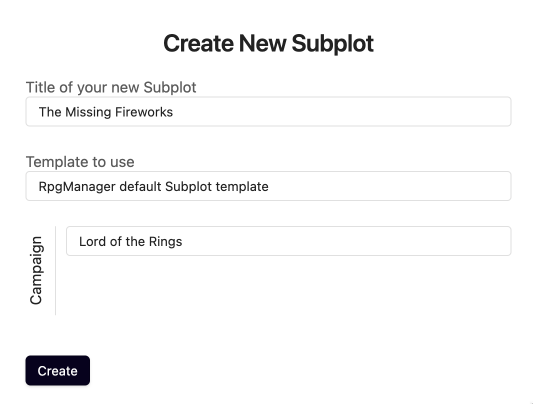 Create New Subplot
Title of your new Subplot
The Missing Fireworks
Template to use
RpgManager default Subplot template
Campaign
Lord of the Rings
Create